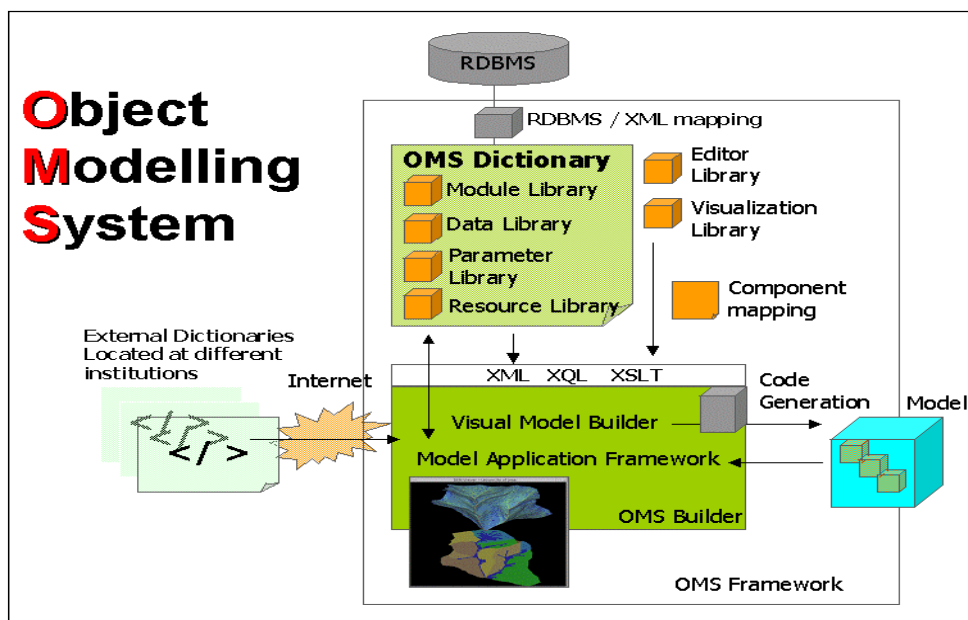 RDBMS
Object
Modelling
System
RDBMS / XML mapping
OMS Dictionary
Module Library
Data Library
Parameter
Library
Resource Library
Editor
Library
Visualization
Library
Component
mapping
External Dictionaries
Located at different
institutions
Internet
</>
</>
</>
XML XQL XSLT
Code
Generation
Model
Visual Model Builder
Model Application Framework
OMS Builder
OMS Framework